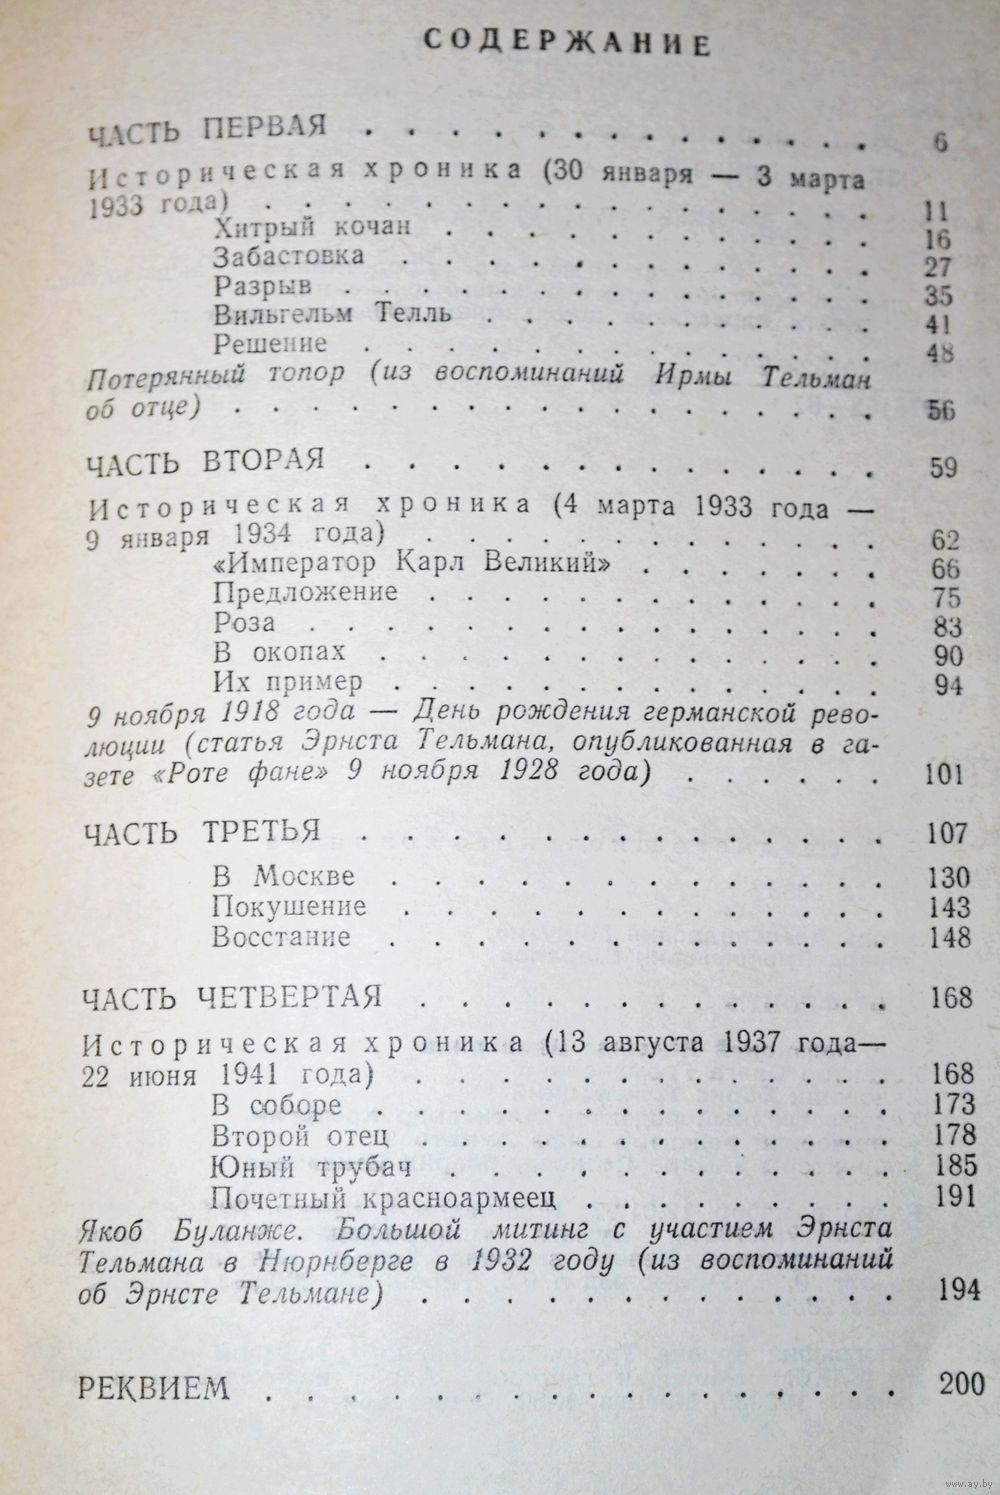 СОДЕРЖАНИЕ
ЧАСТЬ ПЕРВАЯ . . . . . . . . . . . . 6
Историческая хроника (30 января — 3 марта
1933 года) . . . . . . . . . . . . . . . 11
Хитрый кочан . . . . . . . . . . . 16
Забастовка . . . . . . . . . . . . 27
Разрыв . . . . . . . . . . . . . 35
Вильгельм Телль . . . . . . . . . . 41
Решение . . . . . . . . . . . . . 48
Потерянный топор (из воспоминаний Ирмы Тельман
об отце) . . . . . . . . . . . . . . . . 56
ЧАСТЬ ВТОРАЯ . . . . . . . . . . . . . 59
Историческая хроника (4 марта 1933 года —
9 января 1934 года) . . . . . . . . . . . 62
«Император Карл Великий» . . . . . . 66
Предложение . . . . . . . . . . . 75
Роза . . . . . . . . . . . . . . 83
В окопах . . . . . . . . . . . . . 90
Их пример . . . . . . . . . . . . 94
9 ноября 1918 года — День рождения германской рево-
люции (статья Эрнста Тельмана, опубликованная в га-
зете «Роте фане» 9 ноября 1928 года) . . . . . 101
ЧАСТЬ ТРЕТЬЯ . . . . . . . . . . . . . 107
В Москве . . . . . . . . . . . . 130
Покушение . . . . . . . . . . . . 143
Восстание . . . . . . . . . . . . 148
ЧАСТЬ ЧЕТВЕРТАЯ . . . . . . . . . . . . 168
Историческая хроника (13 августа 1937 года—
22 июня 1941 года) . . . . . . . . . . . . 168
В соборе . . . . . . . . . . . . . 173
Второй отец . . . . . . . . . . . . 178
Юный трубач . . . . . . . . . . . 185
Почетный красноармеец . . . . . . . . 191
Якоб Буланже. Большой митинг с участием Эрнста
Тельмана в Нюрнберге в 1932 году (из воспоминаний
об Эрнсте Тельмане) . . . . . . . . . . . . 194
РЕКВИЕМ . . . . . . . . . . . . . . . . 200
www.ay.by